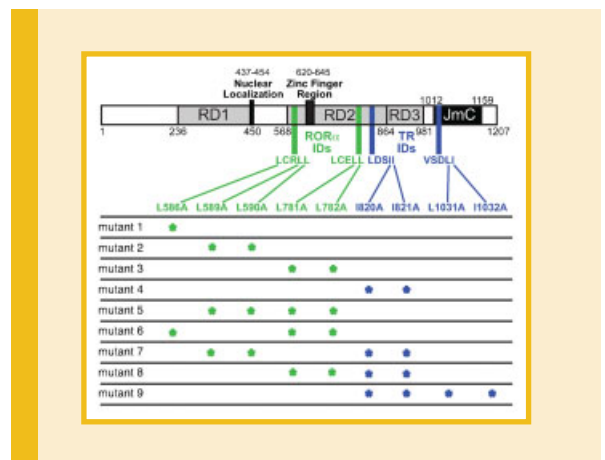 437-454 620-645
Nuclear Zinc Finger
Localization Region
1012 1159
RD1 RD2 RD3 JmC
1 236 450 568 864 981 1207
RORα TR
IDs IDs
LCRLL LCELL LDSII VSDLI
L586A L589A L590A L781A L782A I820A I821A L1031A I1032A
mutant 1
mutant 2
mutant 3
mutant 4
mutant 5
mutant 6
mutant 7
mutant 8
mutant 9